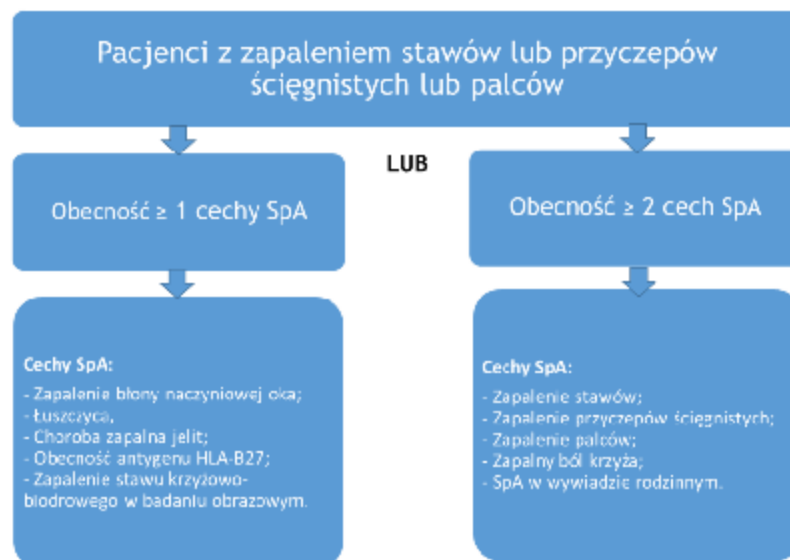 Pacjenci z zapaleniem stawów lub przyczepów
ścięgnistych lub palców
LUB
Obecność ≥ 1 cechy SpA
Obecność ≥ 2 cech SpA
Cechy SpA:
- Zapalenie błony naczyniowej oka;
- Łuszczyca,
- Choroba zapalna jelit;
- Obecność antygenu HLA-B27;
- Zapalenie stawu krzyżowo-
biodrowego w badaniu obrazowym.
Cechy SpA:
- Zapalenie stawów;
- Zapalenie przyczepów ścięgnistych;
- Zapalenie palców;
- Zapalny ból krzyża;
- SpA w wywiadzie rodzinnym.